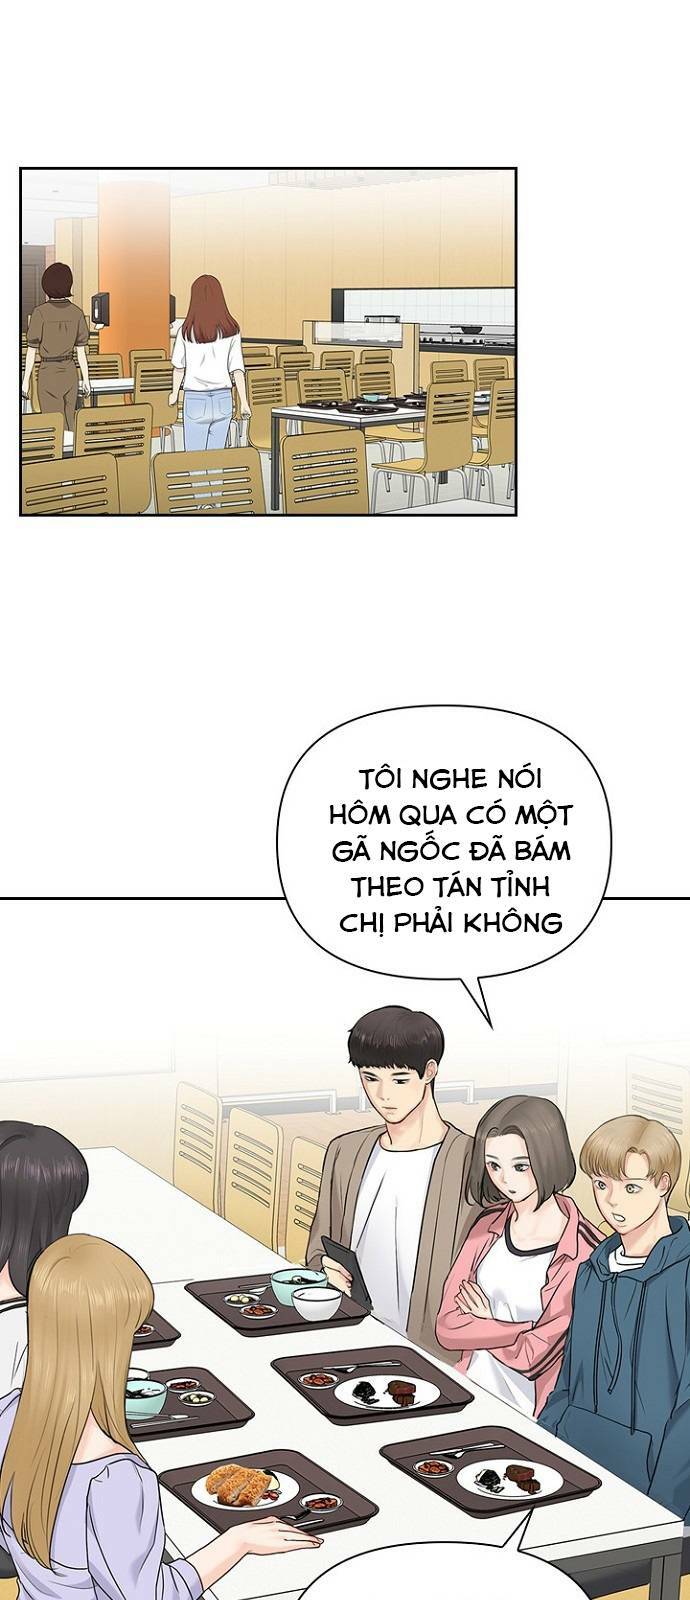 TÔI NGHE NÓI
HÔM QUA CÓ MỘT
GÃ NGỐC ĐÃ BÁM
THEO TÁN TỈNH
CHỊ PHẢI KHÔNG